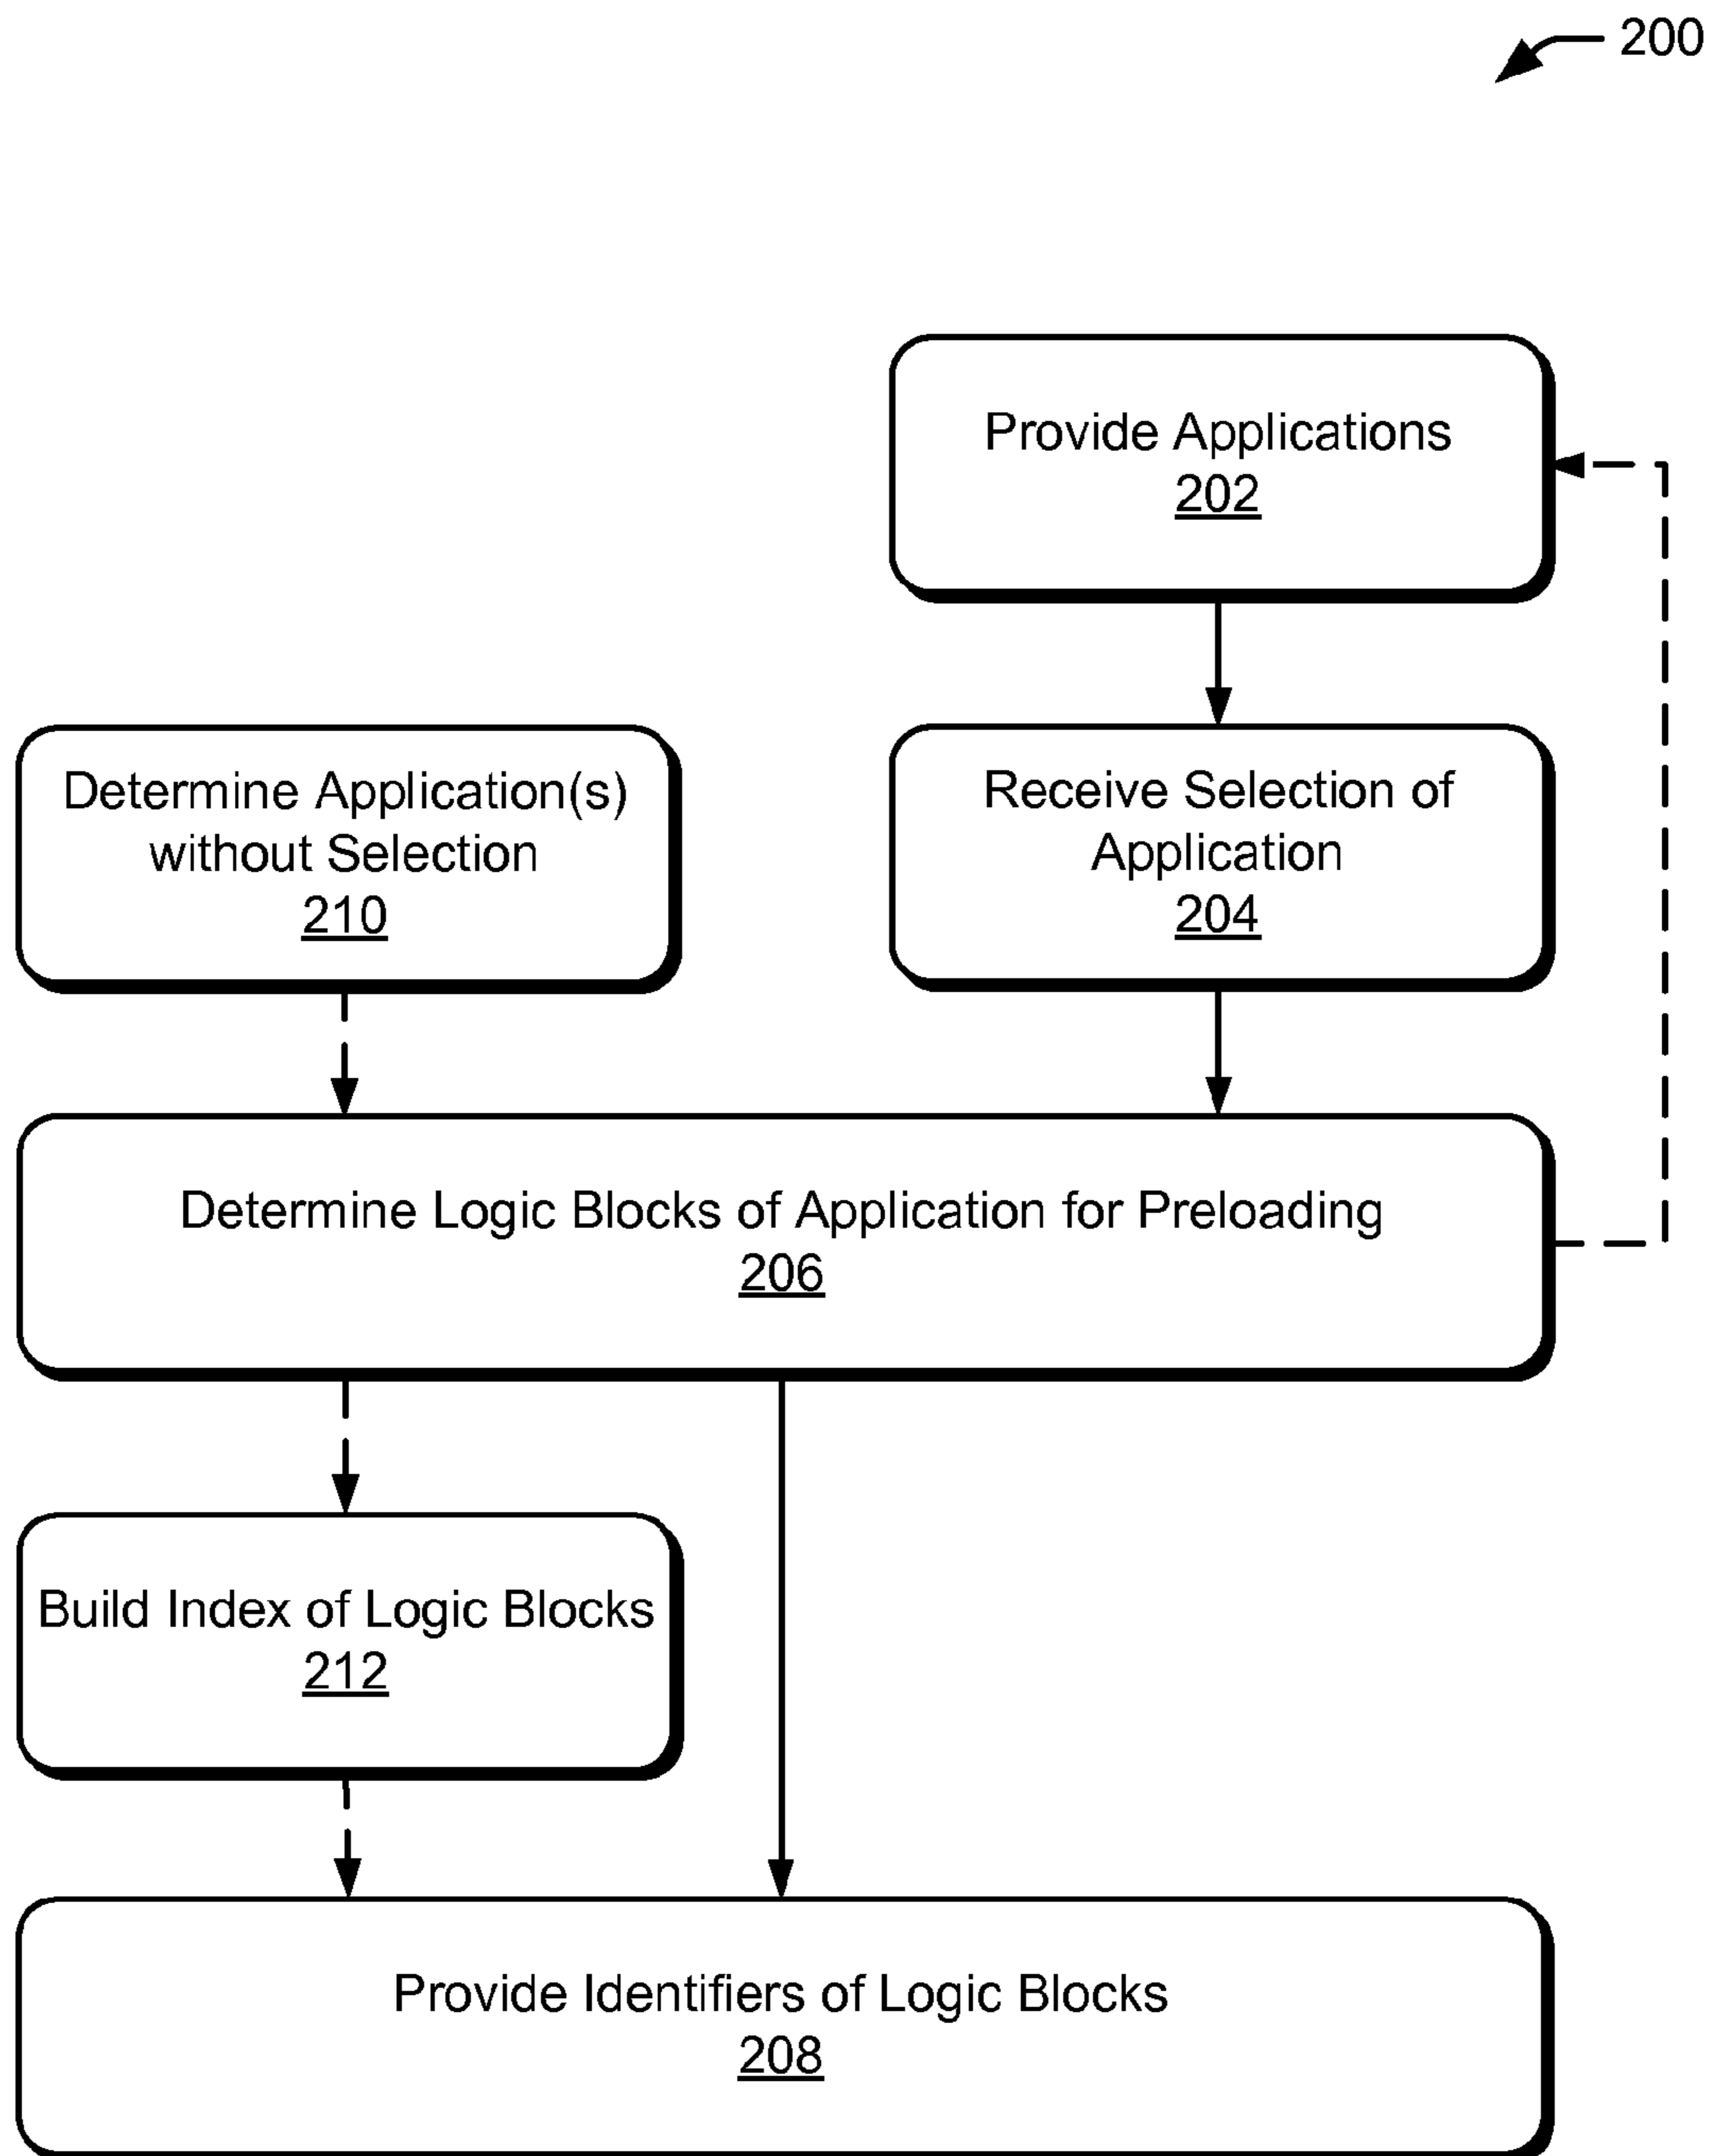 200
Provide Applications
202
Determine Application(s)
without Selection
210
Receive Selection of
Application
204
Determine Logic Blocks of Application for Preloading
206
Build Index of Logic Blocks
212
Provide Identifiers of Logic Blocks
208